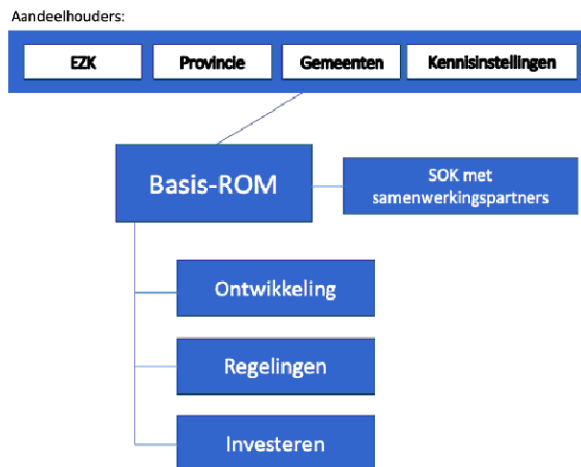 Aandeelhouders:
EZK
Provincie
Gemeenten
Kennisinstellingen
Basis-ROM
SOK met
samenwerkingspartners
Ontwikkeling
Regelingen
Investeren